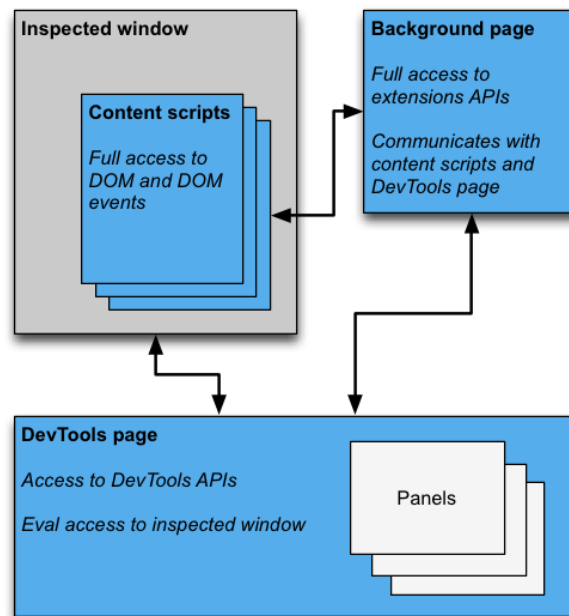 Inspected window
Content scripts
Full access to
DOM and DOM
events
Background page
Full access to
extensions APIs
Communicates with
content scripts and
DevTools page
DevTools page
Access to DevTools APIs
Eval access to inspected window
Panels